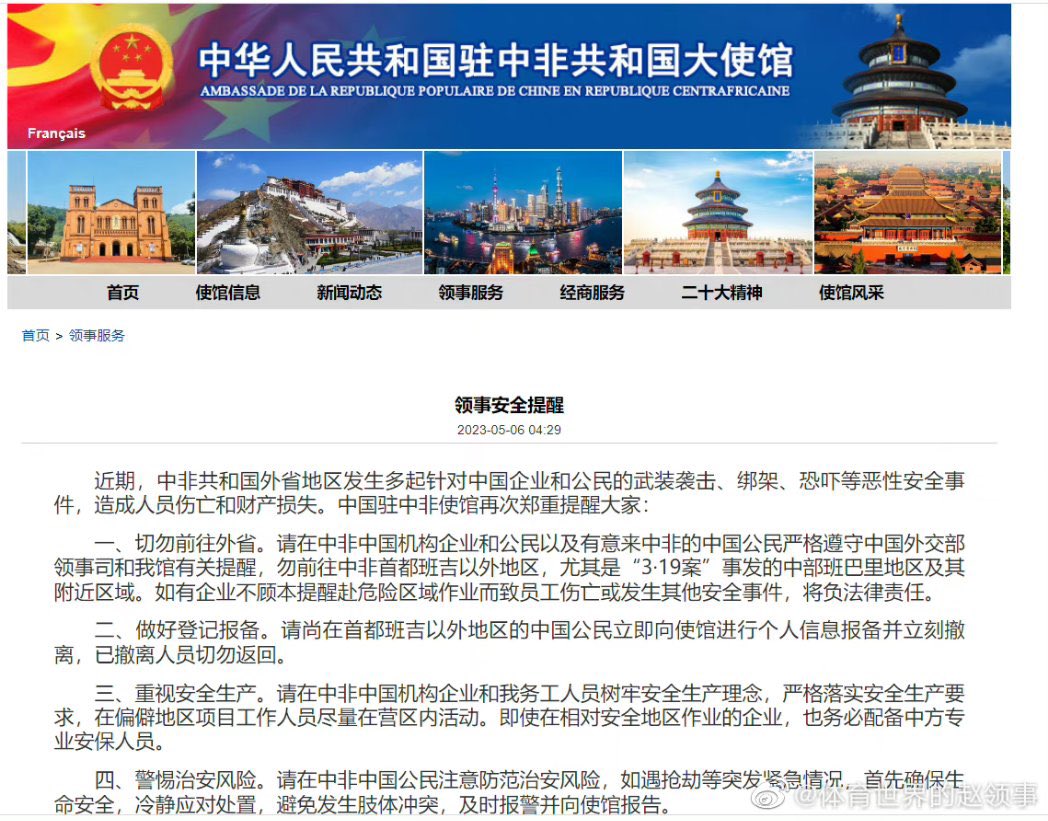 中华人民共和国驻中非共和国大使馆
AMBASSADE DE LA REPUBLIQUE POPULAIRE DE CHINE EN REPUBLIQUE CENTRAFRICAINE
Français
首页 使馆信息 新闻动态 领事服务 经商服务 二十大精神 使馆风采
首页 > 领事服务
领事安全提醒
2023-05-06 04:29
近期，中非共和国外省地区发生多起针对中国企业和公民的武装袭击、绑架、恐吓等恶性安全事
件，造成人员伤亡和财产损失。中国驻中非使馆再次郑重提醒大家：
一、切勿前往外省。请在中非中国机构企业和公民以及有意来中非的中国公民严格遵守中国外交部
领事司和我馆有关提醒，勿前往中非首都班吉以外地区，尤其是“3·19案”事发的中部班巴里地区及其
附近区域。如有企业不顾本提醒赴危险区域作业而致员工伤亡或发生其他安全事件，将负法律责任。
二、做好登记报备。请尚在首都班吉以外地区的中国公民立即向使馆进行个人信息报备并立刻撤
离，已撤离人员切勿返回。
三、重视安全生产。请在中非中国机构企业和我务工人员树牢安全生产理念，严格落实安全生产要
求，在偏僻地区项目工作人员尽量在营区内活动。即使在相对安全地区作业的企业，也务必配备中方专
业安保人员。
四、警惕治安风险。请在中非中国公民注意防范治安风险，如遇抢劫等突发紧急情况，首先确保生
命安全，冷静应对处置，避免发生肢体冲突，及时报警并向使馆报告。
@体育世界的赵领事